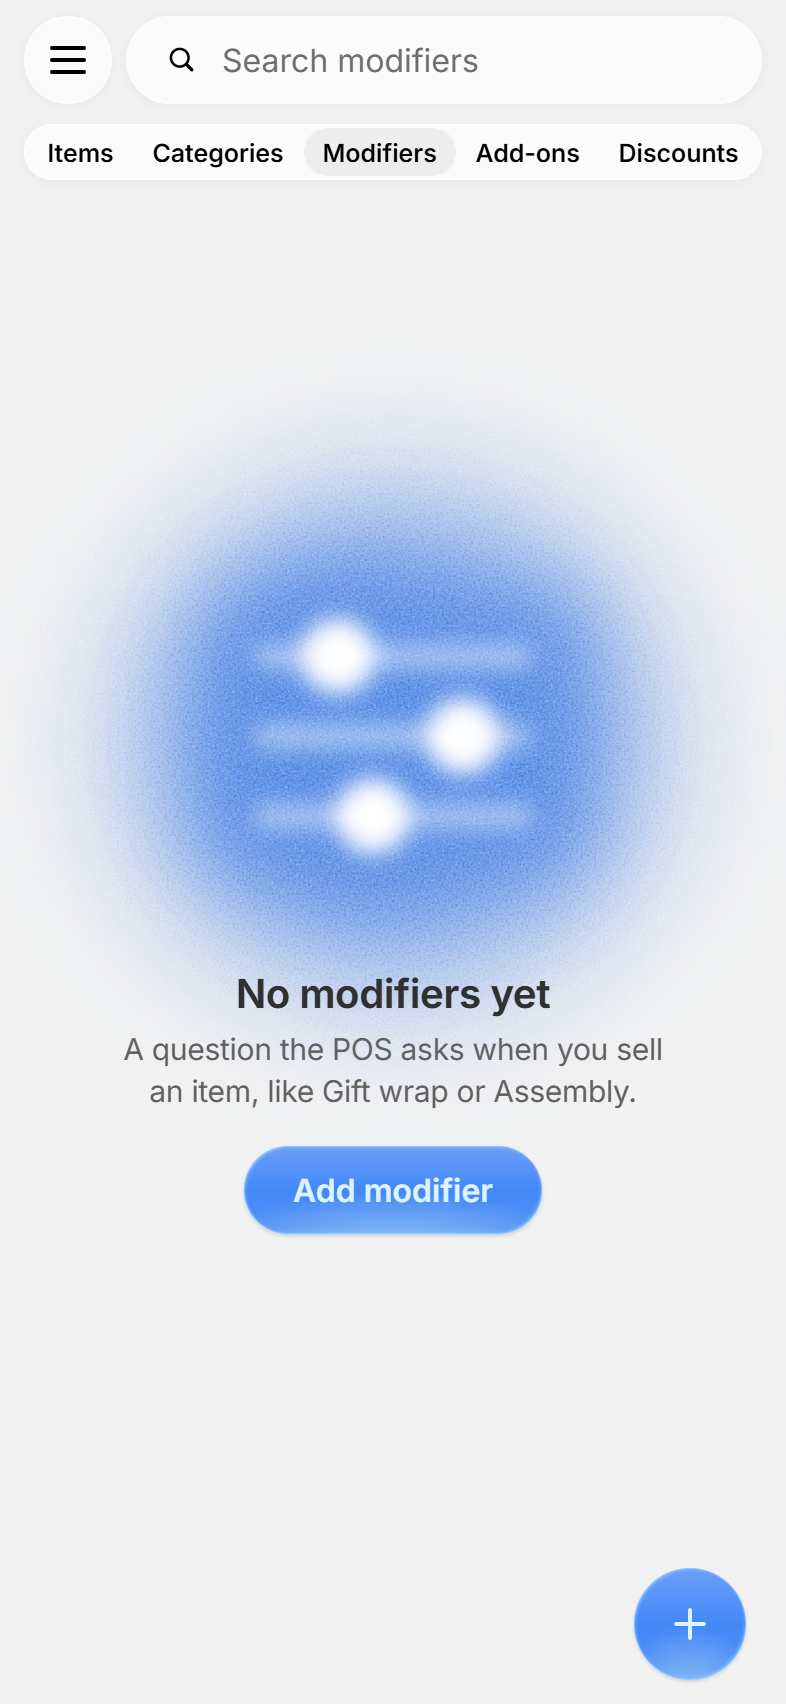 Search modifiers
Items Categories Modifiers Add-ons Discounts
No modifiers yet
A question the POS asks when you sell
an item, like Gift wrap or Assembly.
Add modifier